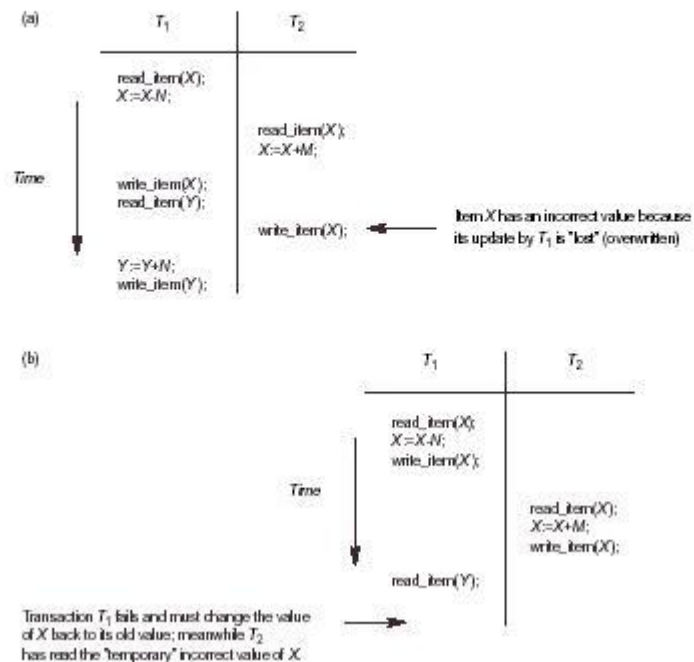 (a)
T1 T2
read_item(X);
X:=X-N;
read_item(X);
X:=X+M;
Time
write_item(X);
read_item(Y);
write_item(X);
Item X has an incorrect value because
its update by T1 is "lost" (overwritten)
Y:=Y+N;
write_item(Y);
(b)
T1 T2
read_item(X);
X:=X-N;
write_item(X);
Time
read_item(X);
X:=X+M;
write_item(X);
read_item(Y);
Transaction T1 fails and must change the value
of X back to its old value; meanwhile T2
has read the "temporary" incorrect value of X.